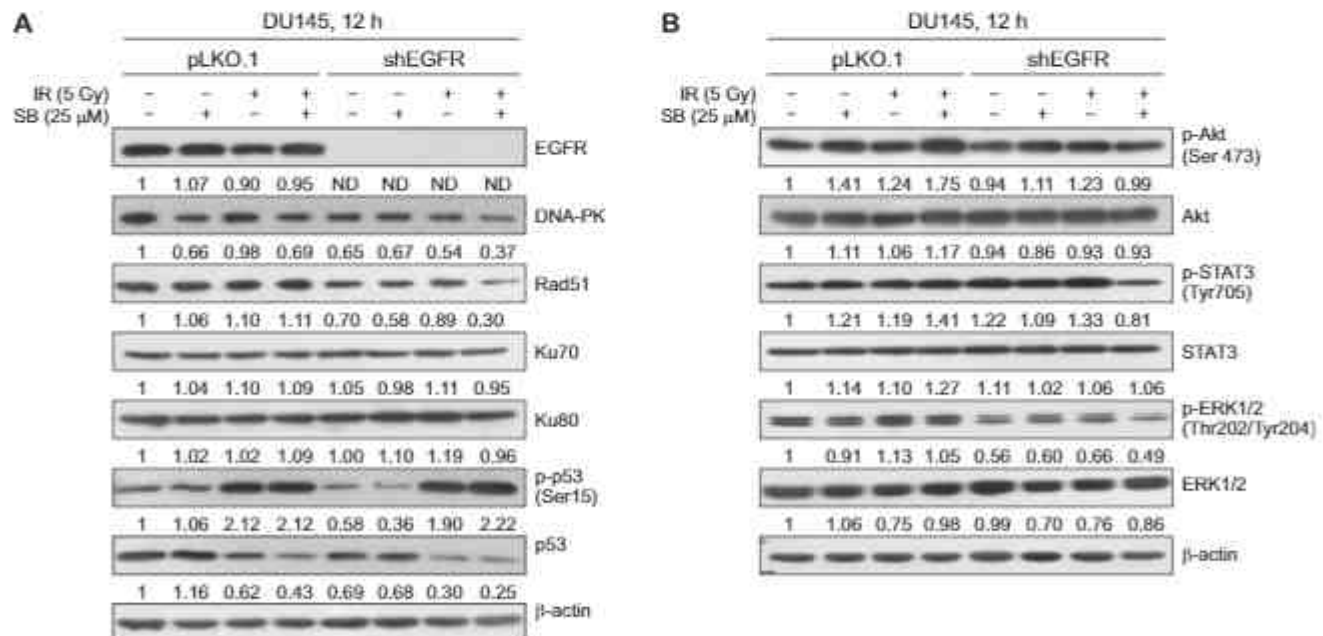 A
DU145, 12 h
pLKO.1 shEGFR
IR (5 Gy) – – + + – – + +
SB (25 µM) – + – + – + – +
EGFR
1 1.07 0.90 0.95 ND ND ND ND
DNA-PK
1 0.66 0.98 0.69 0.65 0.67 0.54 0.37
Rad51
1 1.06 1.10 1.11 0.70 0.58 0.89 0.30
Ku70
1 1.04 1.10 1.09 1.05 0.98 1.11 0.95
Ku80
1 1.02 1.02 1.09 1.00 1.10 1.19 0.96
p-p53
(Ser15)
1 1.06 2.12 2.12 0.58 0.36 1.90 2.22
p53
1 1.16 0.62 0.43 0.69 0.68 0.30 0.25
β-actin
B
DU145, 12 h
pLKO.1 shEGFR
IR (5 Gy) – – + + – – + +
SB (25 µM) – + – + – + – +
p-Akt
(Ser 473)
1 1.41 1.24 1.75 0.94 1.11 1.23 0.99
Akt
1 1.11 1.06 1.17 0.94 0.86 0.93 0.93
p-STAT3
(Tyr705)
1 1.21 1.19 1.41 1.22 1.09 1.33 0.81
STAT3
1 1.14 1.10 1.27 1.11 1.02 1.06 1.06
p-ERK1/2
(Thr202/Tyr204)
1 0.91 1.13 1.05 0.56 0.60 0.66 0.49
ERK1/2
1 1.06 0.75 0.98 0.99 0.70 0.76 0.86
β-actin